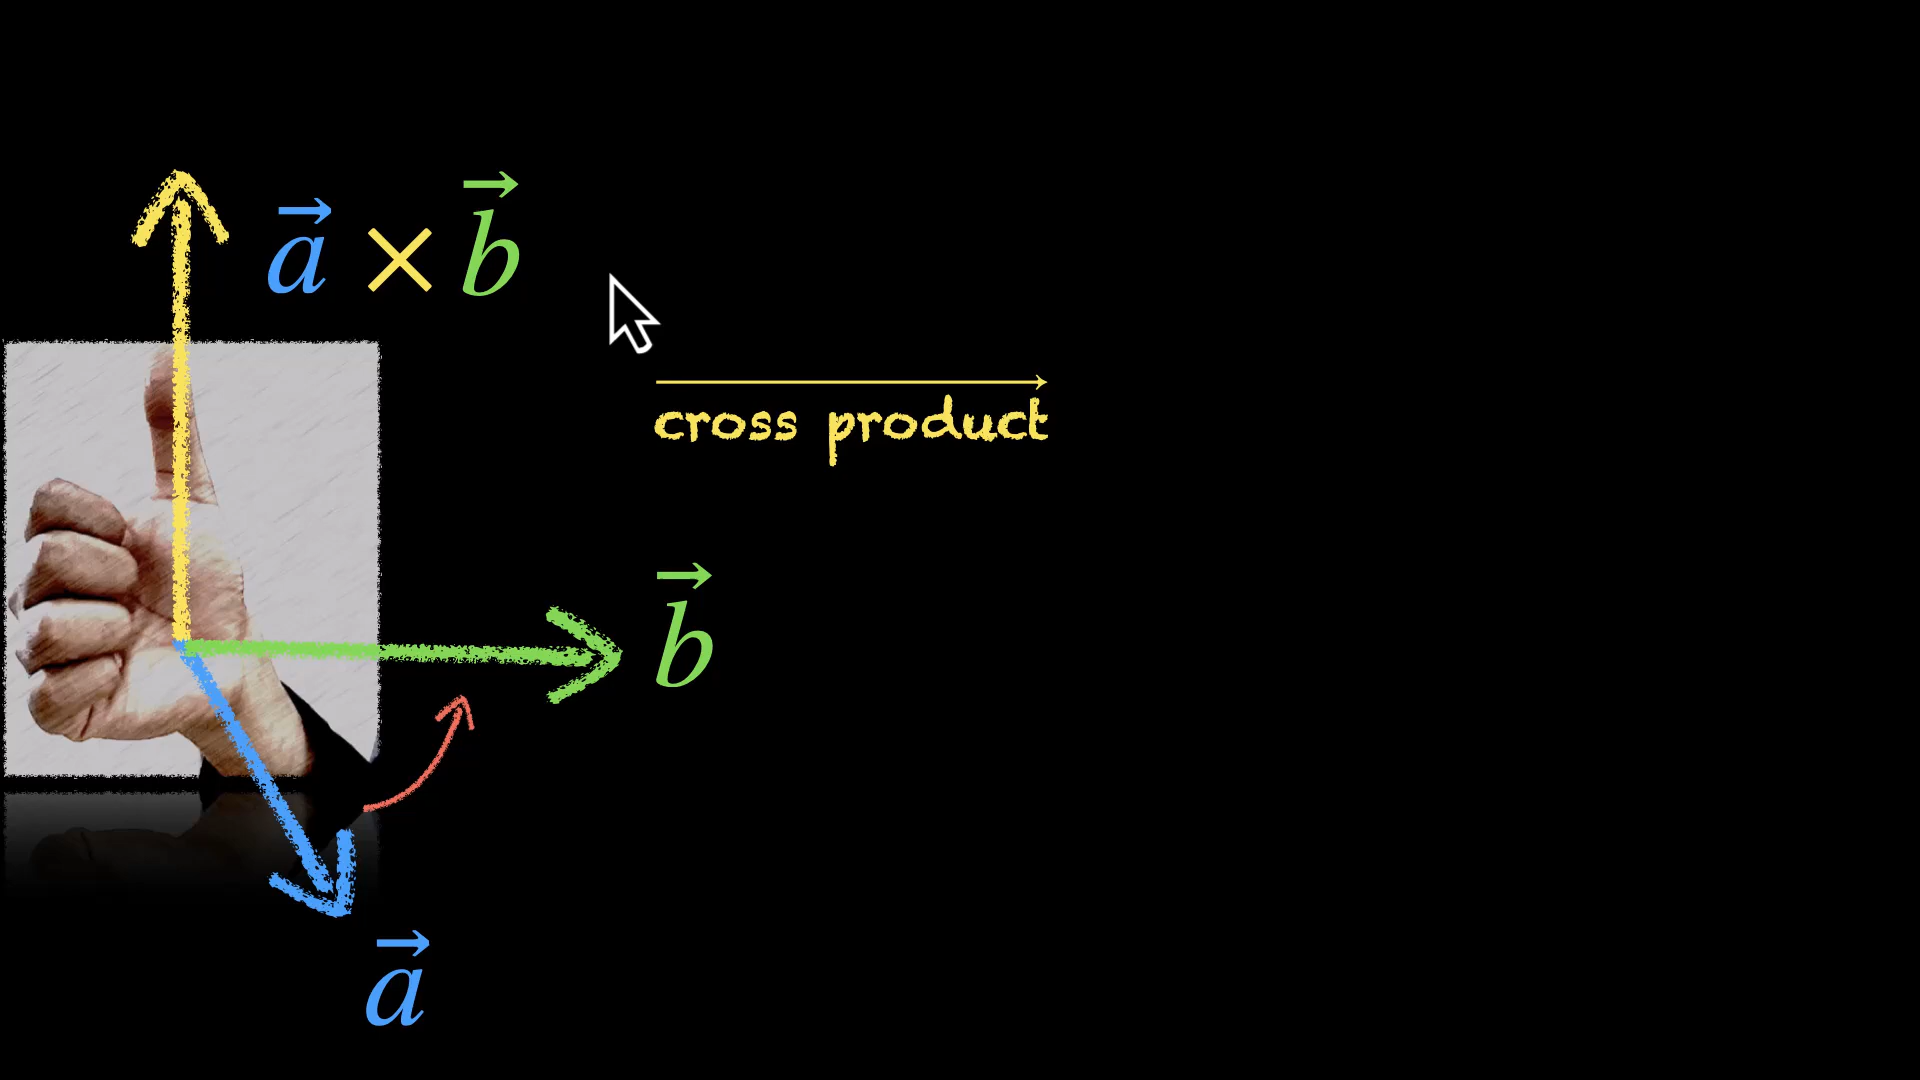 a⃗ × b⃗
cross product
b⃗
a⃗